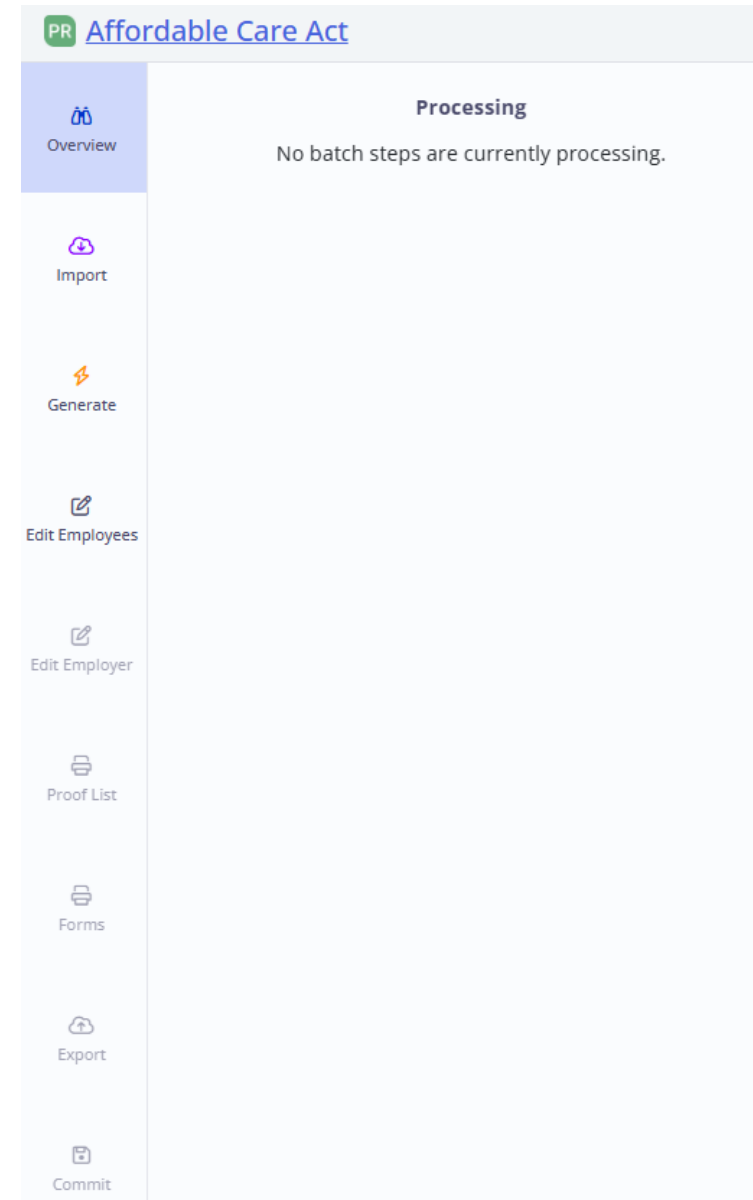 PR Affordable Care Act
Overview
Processing
No batch steps are currently processing.
Import
Generate
Edit Employees
Edit Employer
Proof List
Forms
Export
Commit